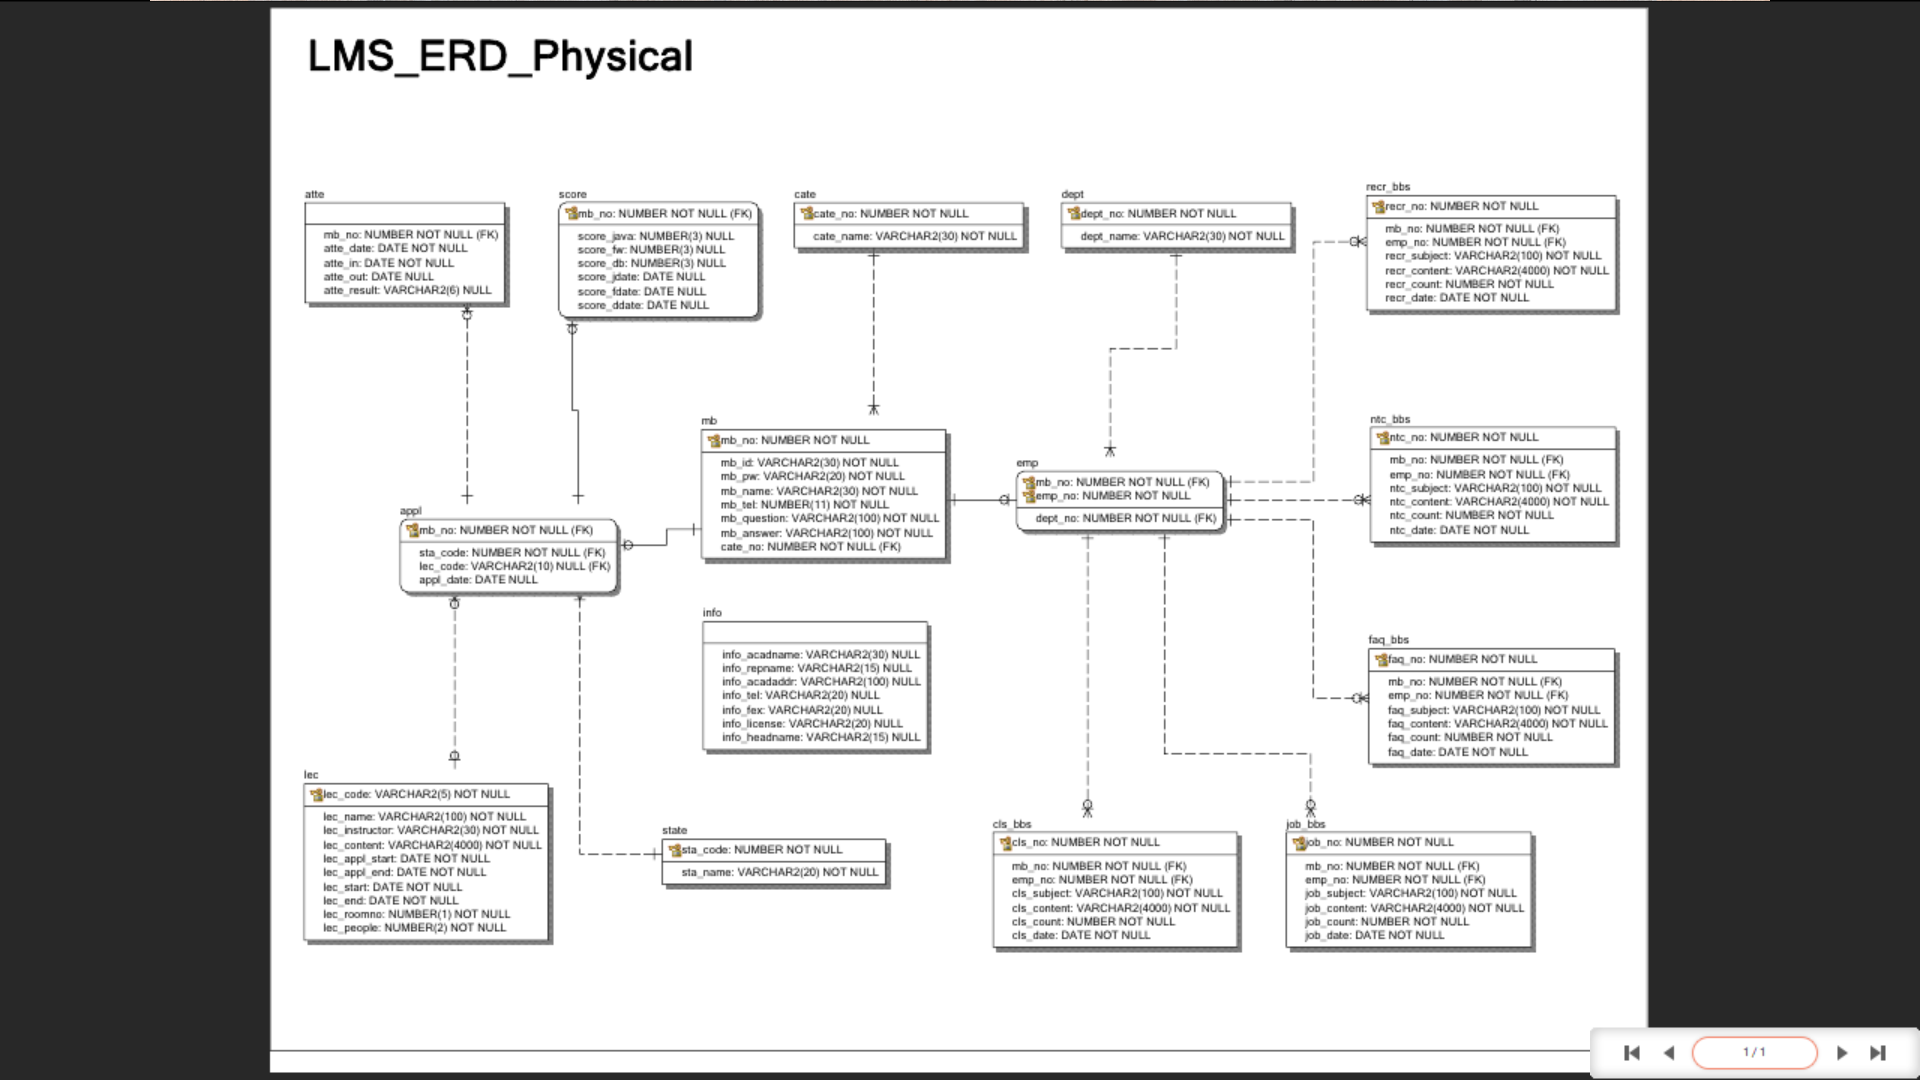 LMS_ERD_Physical
atte
mb_no: NUMBER NOT NULL (FK)
atte_date: DATE NOT NULL
atte_in: DATE NOT NULL
atte_out: DATE NULL
atte_result: VARCHAR2(6) NULL
score
mb_no: NUMBER NOT NULL (FK)
score_java: NUMBER(3) NULL
score_fw: NUMBER(3) NULL
score_db: NUMBER(3) NULL
score_jdate: DATE NULL
score_fdate: DATE NULL
score_ddate: DATE NULL
cate
cate_no: NUMBER NOT NULL
cate_name: VARCHAR2(30) NOT NULL
dept
dept_no: NUMBER NOT NULL
dept_name: VARCHAR2(30) NOT NULL
recr_bbs
recr_no: NUMBER NOT NULL
mb_no: NUMBER NOT NULL (FK)
emp_no: NUMBER NOT NULL (FK)
recr_subject: VARCHAR2(100) NOT NULL
recr_content: VARCHAR2(4000) NOT NULL
recr_count: NUMBER NOT NULL
recr_date: DATE NOT NULL
mb
mb_no: NUMBER NOT NULL
mb_id: VARCHAR2(30) NOT NULL
mb_pw: VARCHAR2(20) NOT NULL
mb_name: VARCHAR2(30) NOT NULL
mb_tel: NUMBER(11) NOT NULL
mb_question: VARCHAR2(100) NOT NULL
mb_answer: VARCHAR2(100) NOT NULL
cate_no: NUMBER NOT NULL (FK)
emp
mb_no: NUMBER NOT NULL (FK)
emp_no: NUMBER NOT NULL
dept_no: NUMBER NOT NULL (FK)
ntc_bbs
ntc_no: NUMBER NOT NULL
mb_no: NUMBER NOT NULL (FK)
emp_no: NUMBER NOT NULL (FK)
ntc_subject: VARCHAR2(100) NOT NULL
ntc_content: VARCHAR2(4000) NOT NULL
ntc_count: NUMBER NOT NULL
ntc_date: DATE NOT NULL
appl
mb_no: NUMBER NOT NULL (FK)
sta_code: NUMBER NOT NULL (FK)
lec_code: VARCHAR2(10) NULL (FK)
appl_date: DATE NULL
info
info_acadname: VARCHAR2(30) NULL
info_repname: VARCHAR2(15) NULL
info_acadaddr: VARCHAR2(100) NULL
info_tel: VARCHAR2(20) NULL
info_fex: VARCHAR2(20) NULL
info_license: VARCHAR2(20) NULL
info_headname: VARCHAR2(15) NULL
faq_bbs
faq_no: NUMBER NOT NULL
mb_no: NUMBER NOT NULL (FK)
emp_no: NUMBER NOT NULL (FK)
faq_subject: VARCHAR2(100) NOT NULL
faq_content: VARCHAR2(4000) NOT NULL
faq_count: NUMBER NOT NULL
faq_date: DATE NOT NULL
lec
lec_code: VARCHAR2(5) NOT NULL
lec_name: VARCHAR2(100) NOT NULL
lec_instructor: VARCHAR2(30) NOT NULL
lec_content: VARCHAR2(4000) NOT NULL
lec_appl_start: DATE NOT NULL
lec_appl_end: DATE NOT NULL
lec_start: DATE NOT NULL
lec_end: DATE NOT NULL
lec_roomno: NUMBER(1) NOT NULL
lec_people: NUMBER(2) NOT NULL
state
sta_code: NUMBER NOT NULL
sta_name: VARCHAR2(20) NOT NULL
cls_bbs
cls_no: NUMBER NOT NULL
mb_no: NUMBER NOT NULL (FK)
emp_no: NUMBER NOT NULL (FK)
cls_subject: VARCHAR2(100) NOT NULL
cls_content: VARCHAR2(4000) NOT NULL
cls_count: NUMBER NOT NULL
cls_date: DATE NOT NULL
job_bbs
job_no: NUMBER NOT NULL
mb_no: NUMBER NOT NULL (FK)
emp_no: NUMBER NOT NULL (FK)
job_subject: VARCHAR2(100) NOT NULL
job_content: VARCHAR2(4000) NOT NULL
job_count: NUMBER NOT NULL
job_date: DATE NOT NULL
1 / 1